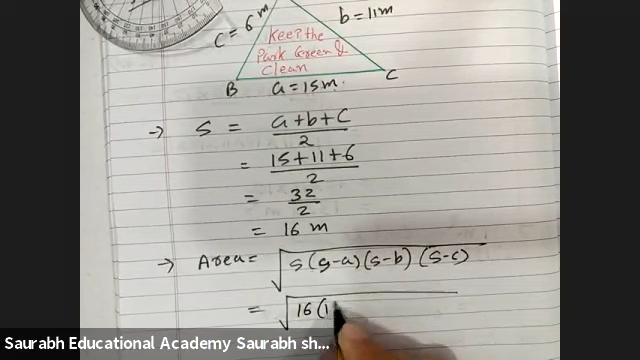 c = 6 m
b = 11 m
Keep the
Park Green &
Clean
B
C
a = 15 m.
→ S = a+b+c / 2
= 15+11+6 / 2
= 32 / 2
= 16 m
→ Area = √s(s-a)(s-b)(s-c)
= √16(1
Saurabh Educational Academy Saurabh sh...